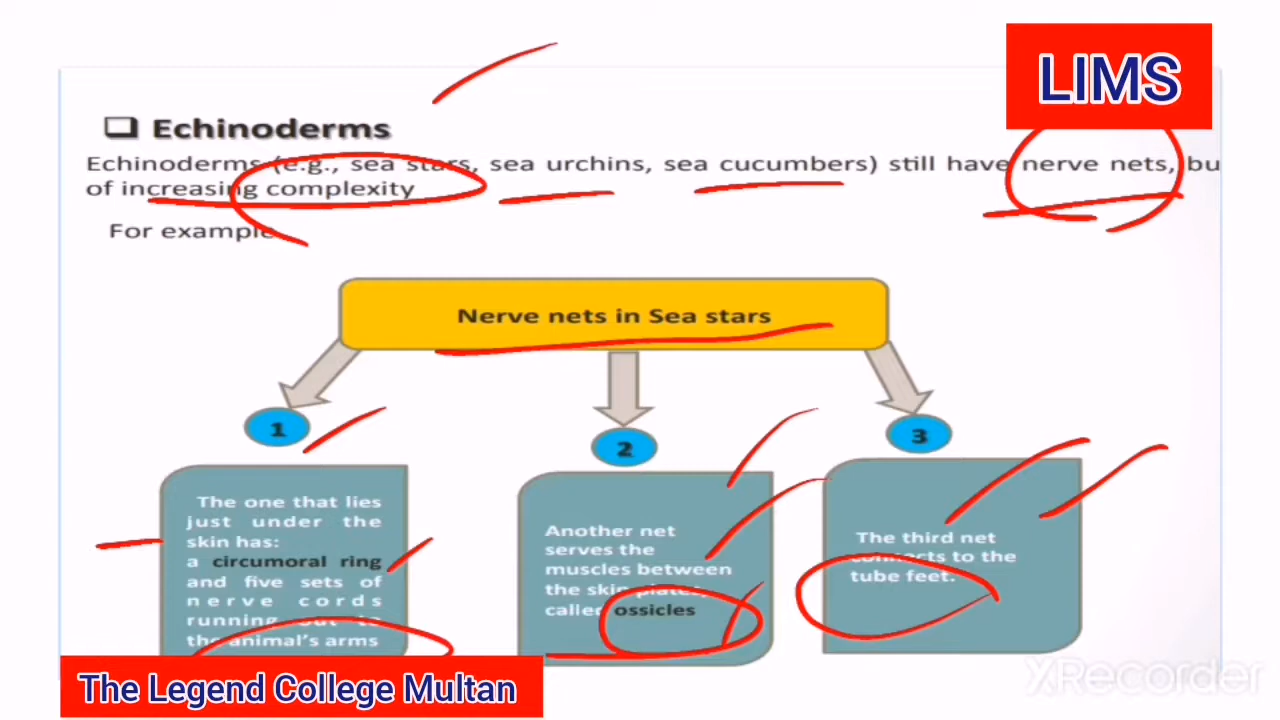 LIMS
Echinoderms
Echinoderms (e.g., sea stars, sea urchins, sea cucumbers) still have nerve nets, bu
of increasing complexity
For example
Nerve nets in Sea stars
1
2
3
The one that lies
just under the
skin has:
a circumoral ring
and five sets of
nerve cords
running out to
the animal's arms
Another net
serves the
muscles between
the skin plates,
called ossicles
The third net
connects to the
tube feet.
The Legend College Multan
XRecorder